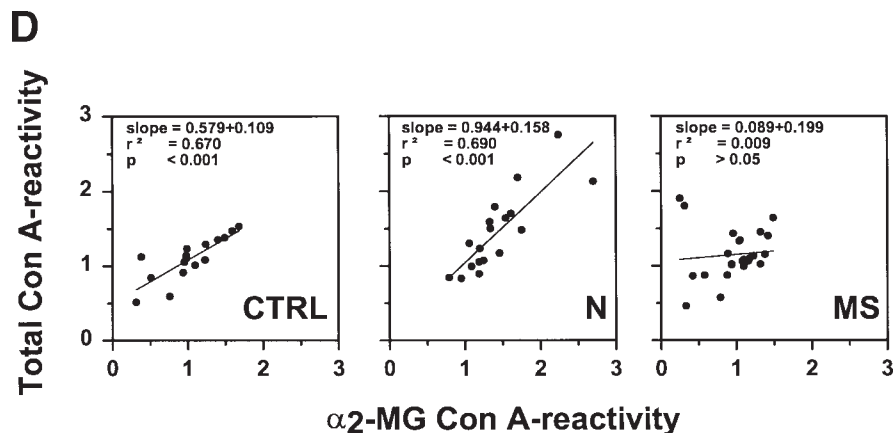 D
Total Con A-reactivity
3
2
1
0
slope = 0.579+0.109
r² = 0.670
p < 0.001
CTRL
slope = 0.944+0.158
r² = 0.690
p < 0.001
N
slope = 0.089+0.199
r² = 0.009
p > 0.05
MS
0 1 2 3 0 1 2 3 0 1 2 3
α2-MG Con A-reactivity